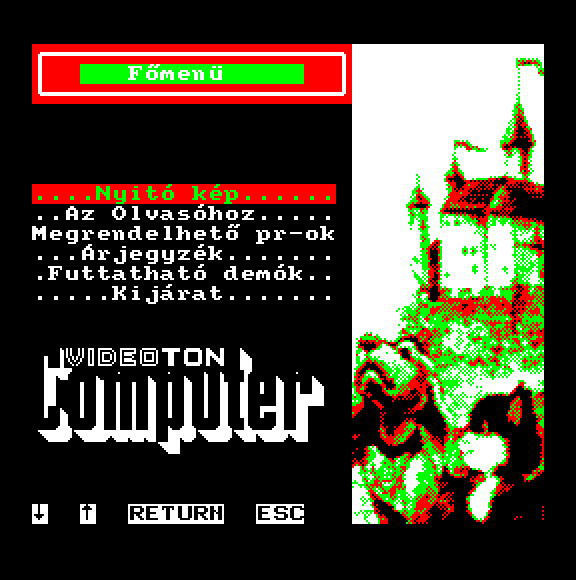 Főmenü
....Nyitó kép......
..Az Olvasóhoz.....
Megrendelhető pr-ok
...Árjegyzék.......
.Futtatható demók..
.....Kijárat.......
VIDEOTON
Computer
↓ ↑ RETURN ESC